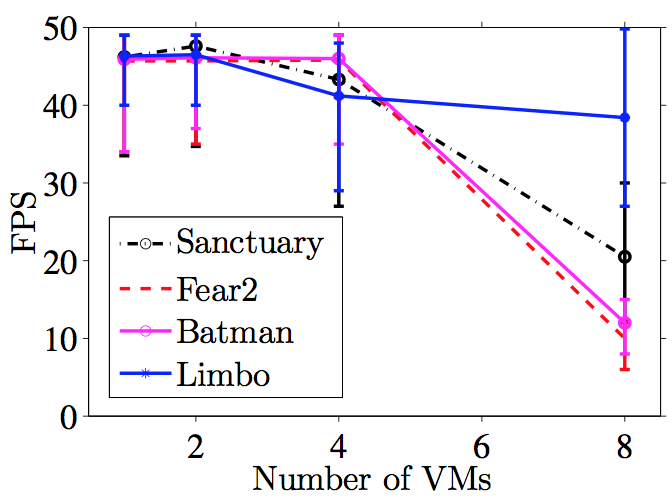 50
40
30
20
10
0
FPS
Sanctuary
Fear2
Batman
Limbo
2 4 6 8
Number of VMs